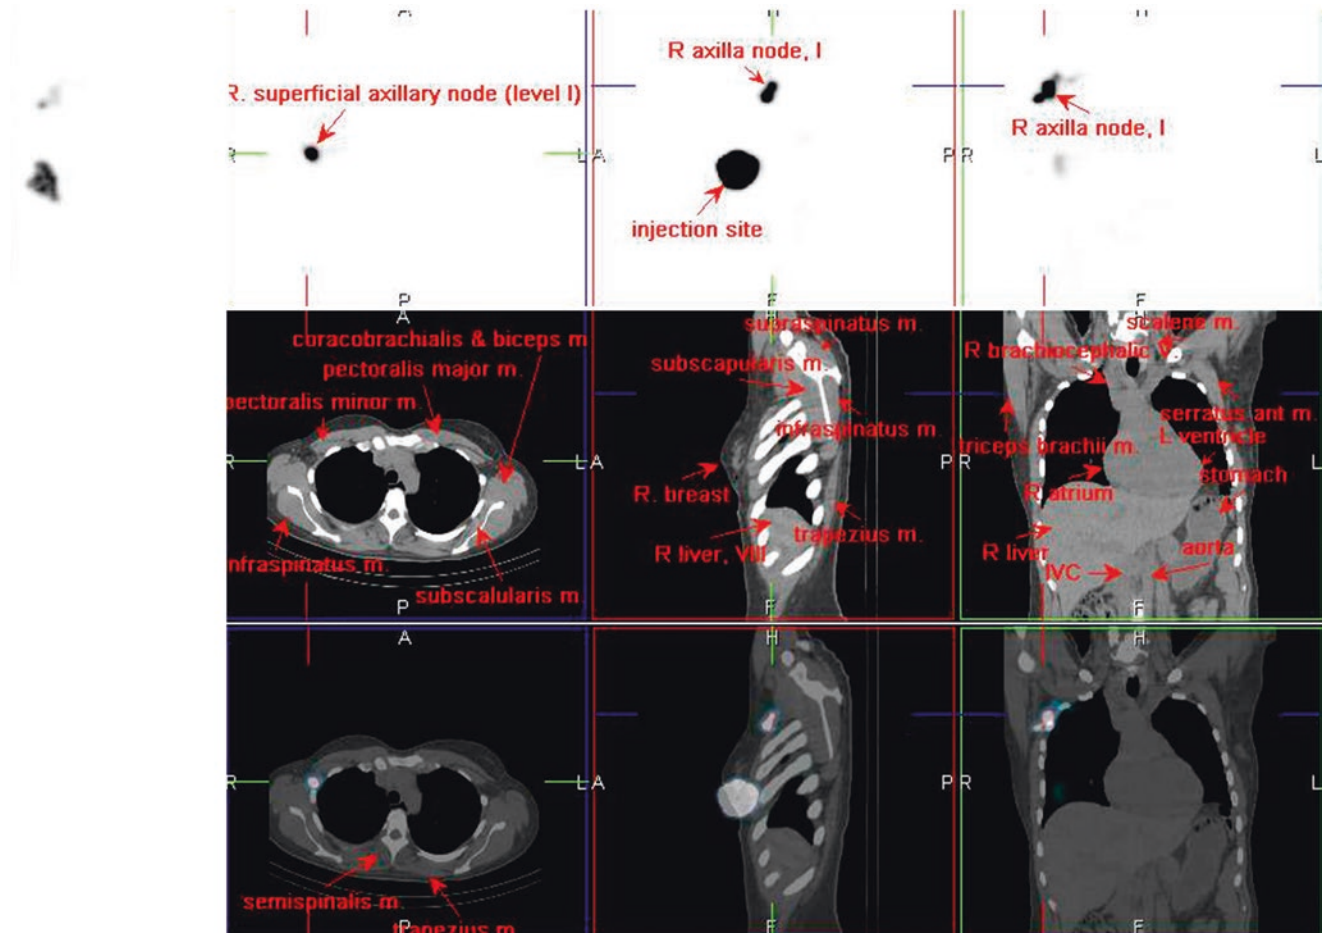 A
R. superficial axillary node (level I)
R
L
P
H
R axilla node, I
A
P
injection site
F
H
R axilla node, I
R
L
F
A
coracobrachialis & biceps m
pectoralis major m.
pectoralis minor m.
R
L
infraspinatus m.
subscalularis m.
P
H
supraspinatus m.
subscapularis m.
infraspinatus m.
A
P
R. breast
trapezius m.
R liver, VIII
F
scalene m.
R brachiocephalic V.
serratus ant m.
triceps brachii m.
L ventricle
R
L
stomach
R atrium
R liver
aorta
IVC
F
A
R
L
semispinalis m.
trapezius m.
P
H
A
P
F
H
R
L
F